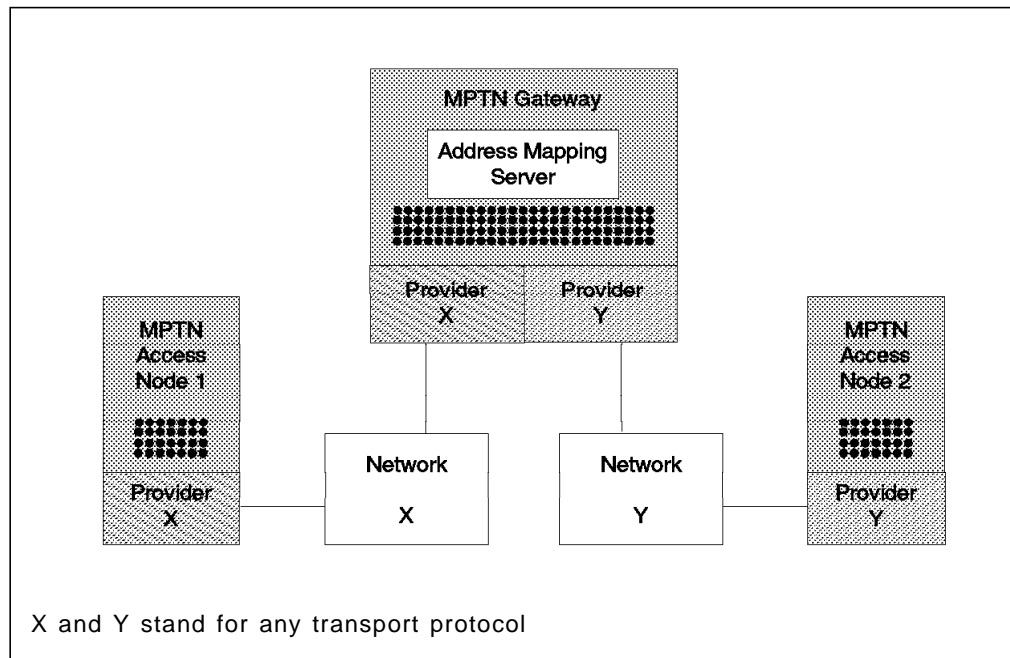 MPTN Gateway
Address Mapping
Server
Provider
X
Provider
Y
MPTN
Access
Node 1
Provider
X
Network
X
Network
Y
MPTN
Access
Node 2
Provider
Y
X and Y stand for any transport protocol